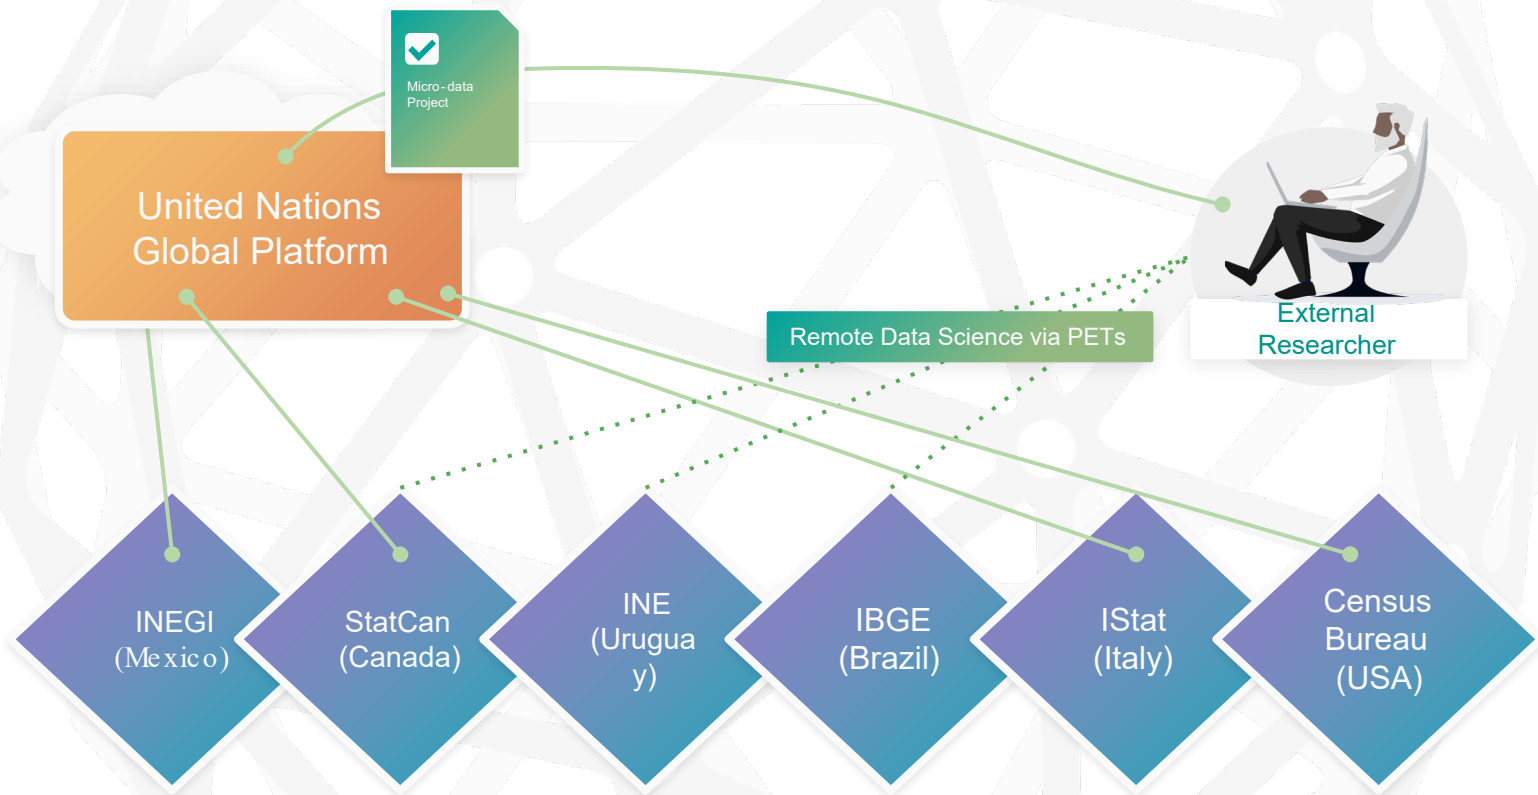 Micro-data
Project
United Nations
Global Platform
Remote Data Science via PETs
External
Researcher
INEGI
(Mexico)
StatCan
(Canada)
INE
(Urugua
y)
IBGE
(Brazil)
IStat
(Italy)
Census
Bureau
(USA)